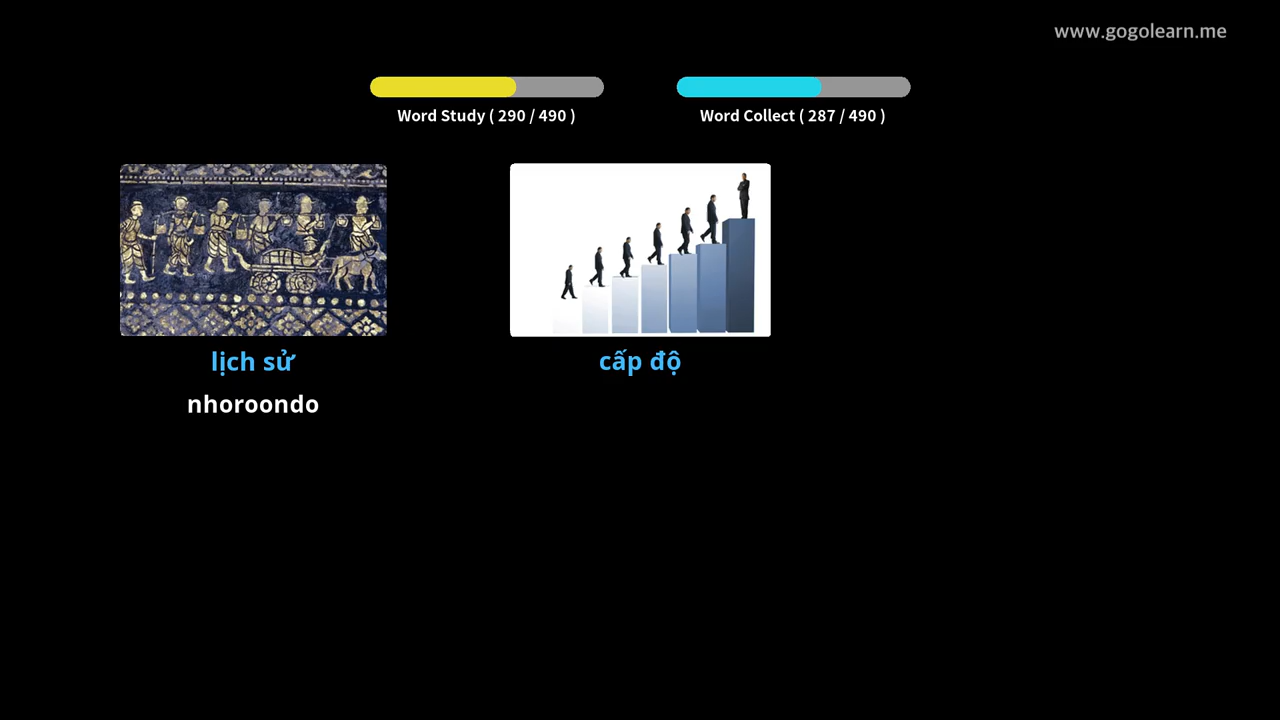 www.gogolearn.me
Word Study ( 290 / 490 )
Word Collect ( 287 / 490 )
lịch sử
cấp độ
nhoroondo